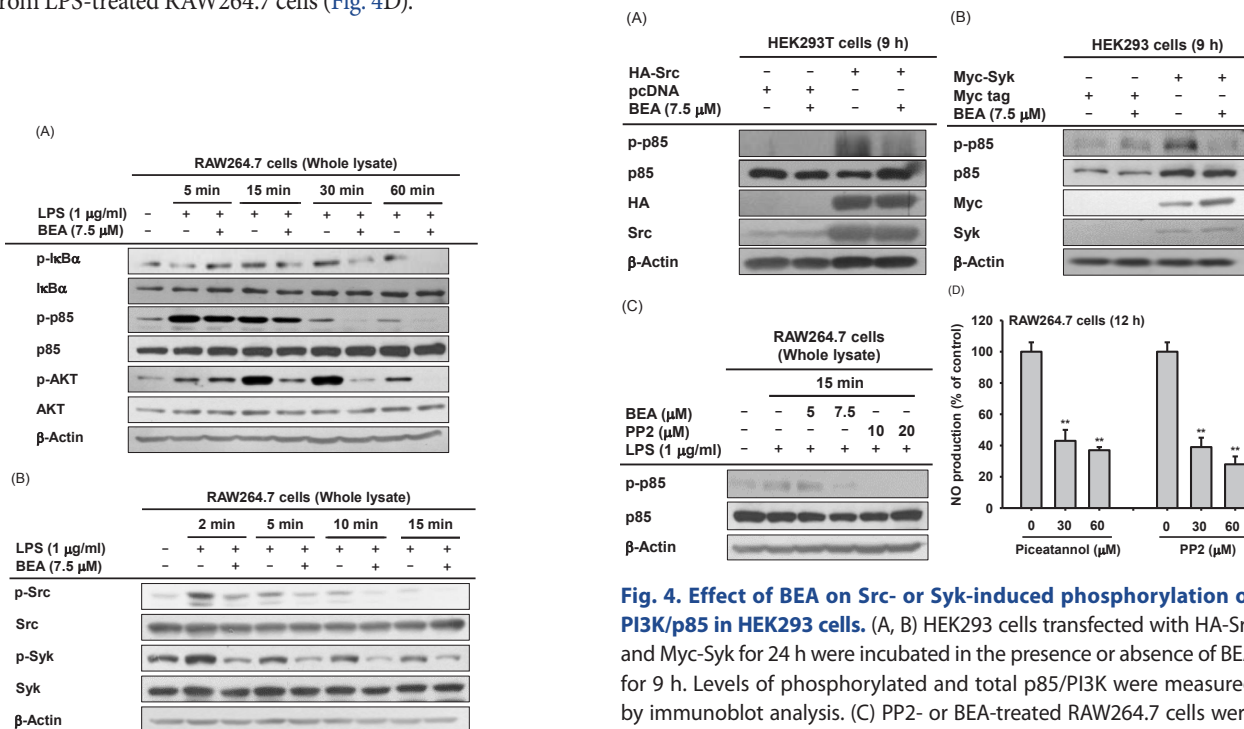 rom LPS-treated RAW264.7 cells (Fig. 4D).
(A)
RAW264.7 cells (Whole lysate)
5 min 15 min 30 min 60 min
LPS (1 μg/ml) – + + + + + + + +
BEA (7.5 μM) – – + – + – + – +
p-IκBα
IκBα
p-p85
p85
p-AKT
AKT
β-Actin
(B)
RAW264.7 cells (Whole lysate)
2 min 5 min 10 min 15 min
LPS (1 μg/ml) – + + + + + + + +
BEA (7.5 μM) – – + – + – + – +
p-Src
Src
p-Syk
Syk
β-Actin
(A)
HEK293T cells (9 h)
HA-Src – – + +
pcDNA + + – –
BEA (7.5 μM) – + – +
p-p85
p85
HA
Src
β-Actin
(B)
HEK293 cells (9 h)
Myc-Syk – – + +
Myc tag + + – –
BEA (7.5 μM) – + – +
p-p85
p85
Myc
Syk
β-Actin
(C)
RAW264.7 cells
(Whole lysate)
15 min
BEA (μM) – – 5 7.5 – –
PP2 (μM) – – – – 10 20
LPS (1 μg/ml) – + + + + +
p-p85
p85
β-Actin
(D)
RAW264.7 cells (12 h)
NO production (% of control)
120
100
80
60
40
20
0
** ** ** **
0 30 60 0 30 60
Piceatannol (μM) PP2 (μM)
Fig. 4. Effect of BEA on Src- or Syk-induced phosphorylation o
PI3K/p85 in HEK293 cells. (A, B) HEK293 cells transfected with HA-Sr
and Myc-Syk for 24 h were incubated in the presence or absence of BEA
for 9 h. Levels of phosphorylated and total p85/PI3K were measured
by immunoblot analysis. (C) PP2- or BEA-treated RAW264.7 cells were